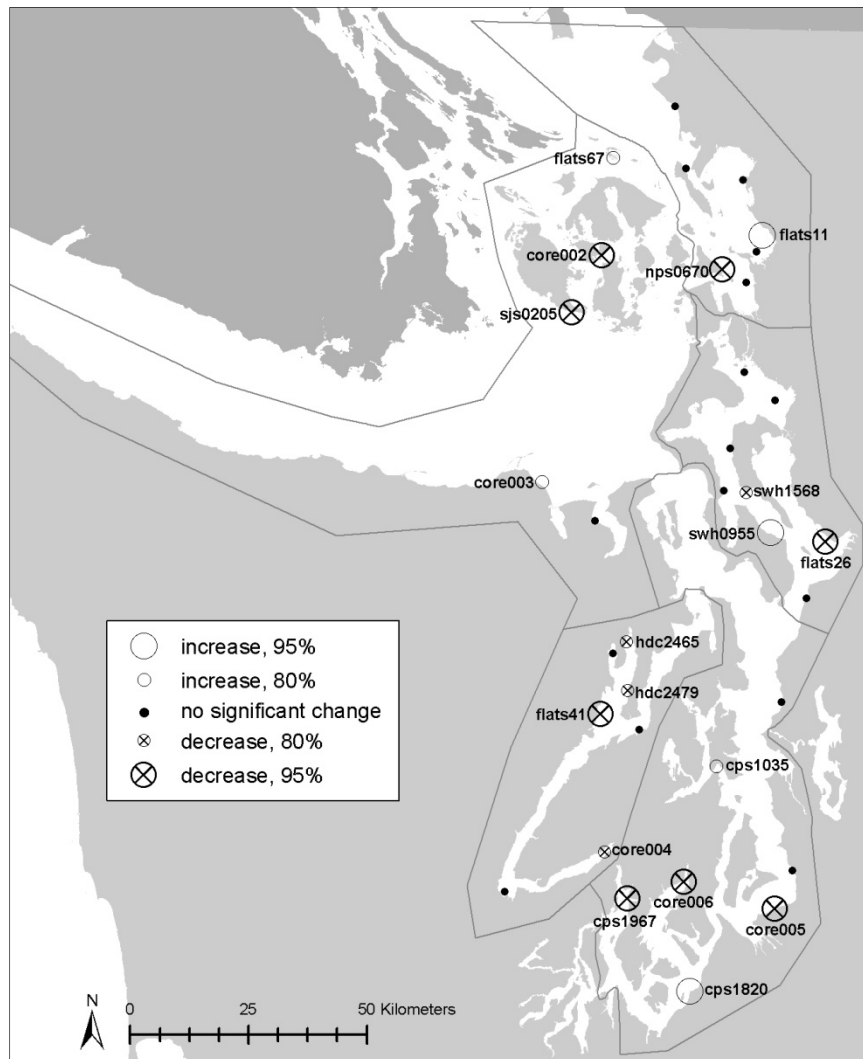 flats67
flats11
core002
nps0670
sjs0205
core003
swh1568
swh0955
flats26
increase, 95%
increase, 80%
no significant change
decrease, 80%
decrease, 95%
hdc2465
hdc2479
flats41
cps1035
core004
core006
cps1967
core005
cps1820
N
0 25 50 Kilometers